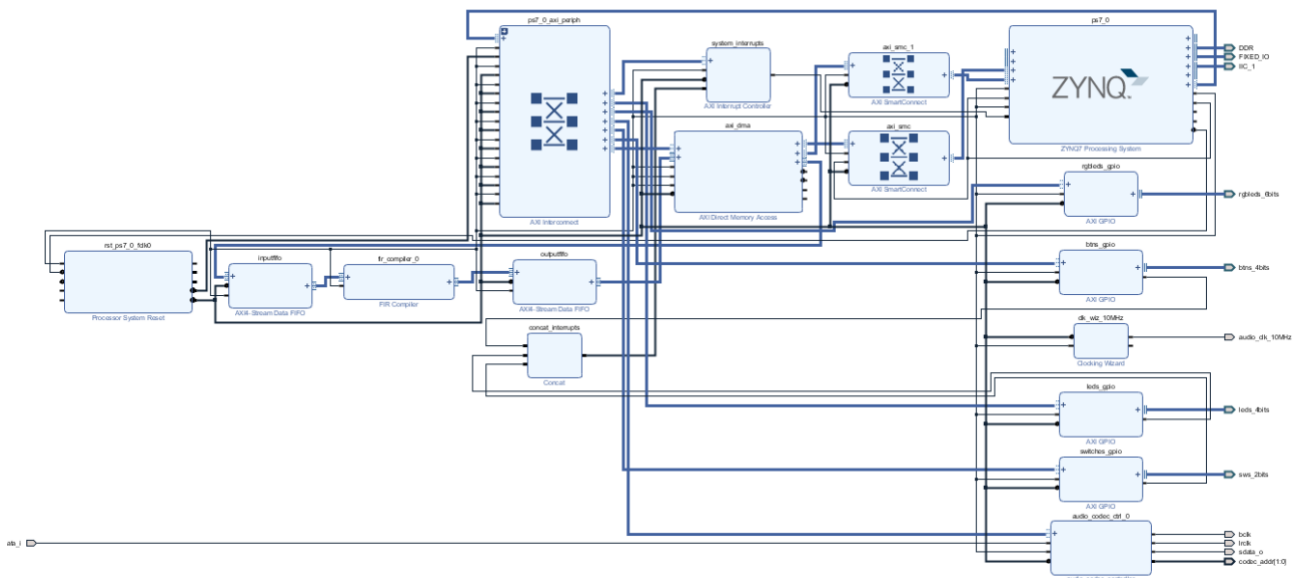 ps7_0_axi_periph
AXI Interconnect
system_interrupts
AXI Interrupt Controller
axi_smc_1
AXI SmartConnect
ps7_0
ZYNQ
ZYNQ7 Processing System
DDR
FIXED_IO
IIC_1
axi_dma
AXI Direct Memory Access
axi_smc
AXI SmartConnect
rgbleds_gpio
AXI GPIO
rgbleds_6bits
rst_ps7_0_fclk0
Processor System Reset
inputfifo
AXI4-Stream Data FIFO
fir_compiler_0
FIR Compiler
outputfifo
AXI4-Stream Data FIFO
btns_gpio
AXI GPIO
btns_4bits
concat_interrupts
Concat
clk_wiz_10MHz
Clocking Wizard
audio_clk_10MHz
leds_gpio
AXI GPIO
leds_4bits
switches_gpio
AXI GPIO
sws_2bits
audio_codec_ctrl_0
ata_i
bclk
lrclk
sdata_o
codec_addr[1:0]